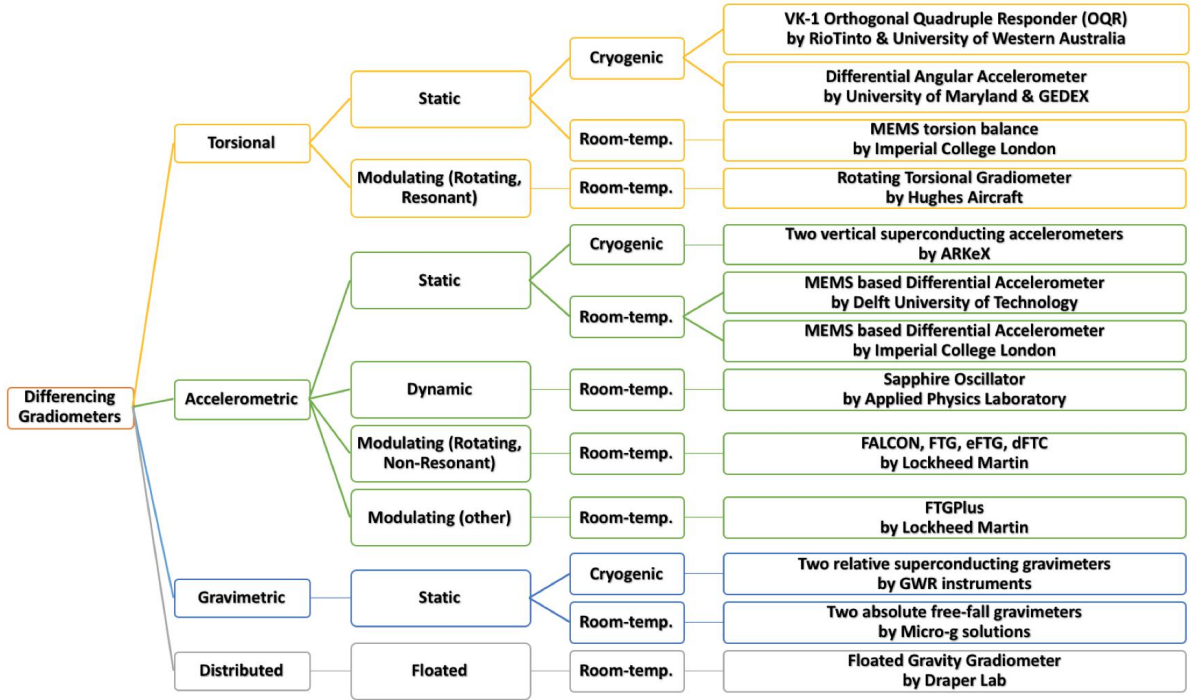 Differencing
Gradiometers
Torsional
Static
Cryogenic
VK-1 Orthogonal Quadruple Responder (OQR)
by RioTinto & University of Western Australia
Differential Angular Accelerometer
by University of Maryland & GEDEX
Room-temp.
MEMS torsion balance
by Imperial College London
Modulating (Rotating,
Resonant)
Room-temp.
Rotating Torsional Gradiometer
by Hughes Aircraft
Accelerometric
Static
Cryogenic
Two vertical superconducting accelerometers
by ARKeX
Room-temp.
MEMS based Differential Accelerometer
by Delft University of Technology
MEMS based Differential Accelerometer
by Imperial College London
Dynamic
Room-temp.
Sapphire Oscillator
by Applied Physics Laboratory
Modulating (Rotating,
Non-Resonant)
Room-temp.
FALCON, FTG, eFTG, dFTC
by Lockheed Martin
Modulating (other)
Room-temp.
FTGPlus
by Lockheed Martin
Gravimetric
Static
Cryogenic
Two relative superconducting gravimeters
by GWR instruments
Room-temp.
Two absolute free-fall gravimeters
by Micro-g solutions
Distributed
Floated
Room-temp.
Floated Gravity Gradiometer
by Draper Lab